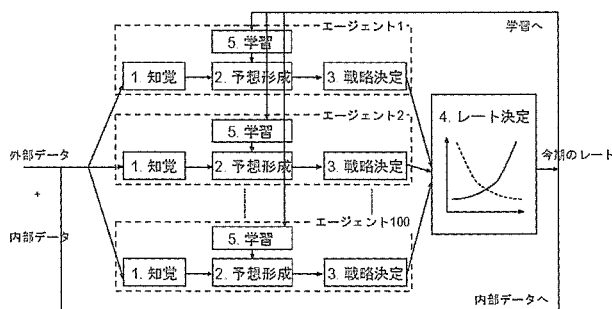 エージェント1
学習へ
5. 学習
1. 知覚
2. 予想形成
3. 戦略決定
エージェント2
4. レート決定
5. 学習
外部データ
今期のレート
1. 知覚
2. 予想形成
3. 戦略決定
+
エージェント100
内部データ
5. 学習
1. 知覚
2. 予想形成
3. 戦略決定
内部データへ